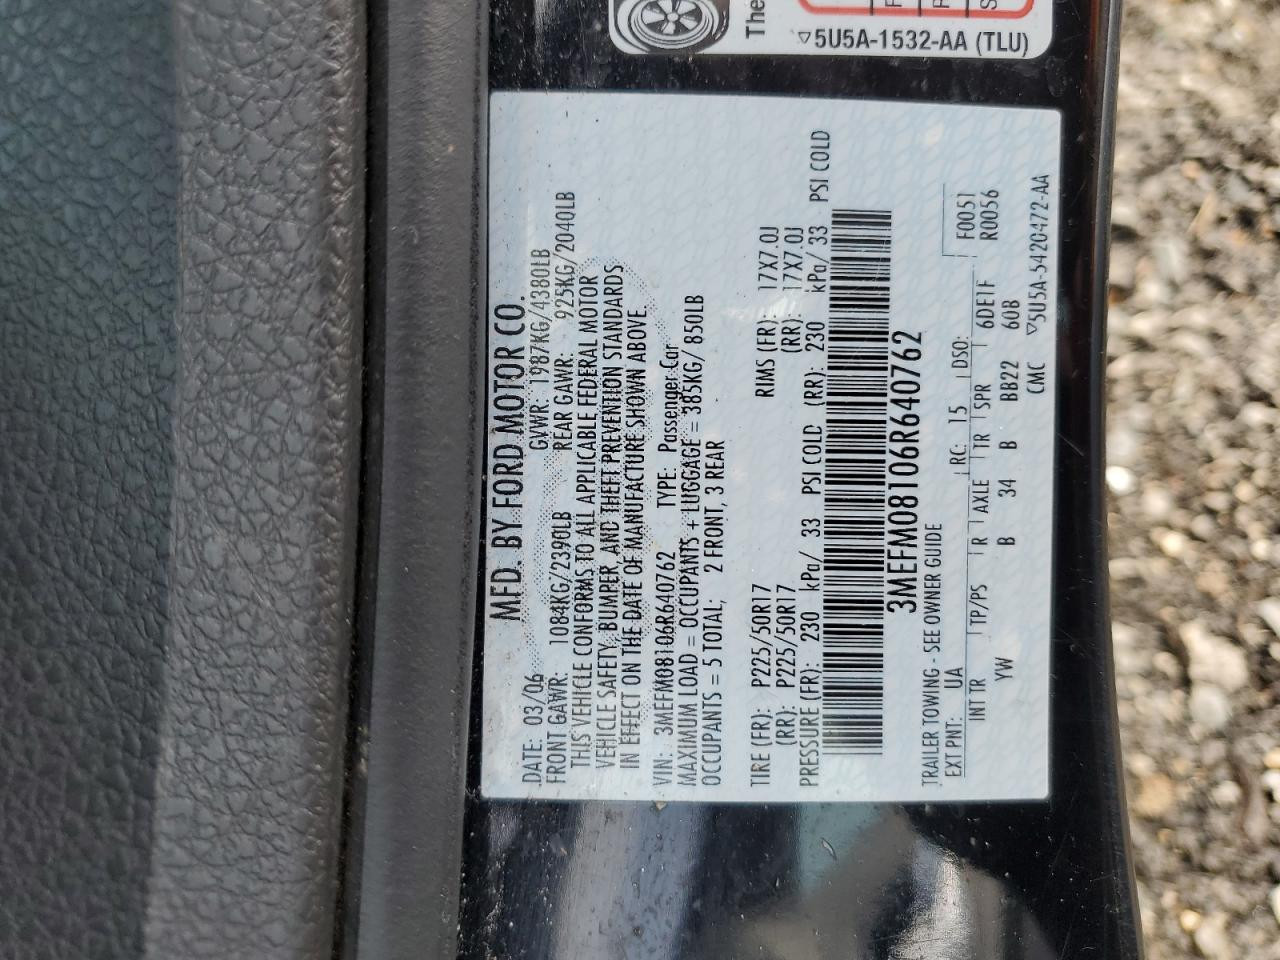 MFD. BY FORD MOTOR CO.
DATE: 03/06 GVWR: 1987KG/4380LB
FRONT GAWR: 1084KG/2390LB REAR GAWR: 925KG/2040LB
THIS VEHICLE CONFORMS TO ALL APPLICABLE FEDERAL MOTOR
VEHICLE SAFETY, BUMPER, AND THEFT PREVENTION STANDARDS
IN EFFECT ON THE DATE OF MANUFACTURE SHOWN ABOVE.
VIN: 3MEFM08106R640762 TYPE: Passenger Car
MAXIMUM LOAD = OCCUPANTS + LUGGAGE = 385KG/ 850LB
OCCUPANTS = 5 TOTAL, 2 FRONT, 3 REAR
TIRE (FR): P225/50R17 RIMS (FR): 17X7.0J
(RR): P225/50R17 (RR): 17X7.0J
PRESSURE (FR): 230 kPa/ 33 PSI COLD (RR): 230 kPa/ 33 PSI COLD
3MEFM08106R640762
TRAILER TOWING - SEE OWNER GUIDE
EXT PNT: UA RC: 15 DSO: F0051
INT TR TP/PS R AXLE TR SPR 6DE1F R0056
YW B 34 B BB22 60B
CMC ▽5U5A-5420472-AA
The
▽5U5A-1532-AA (TLU)